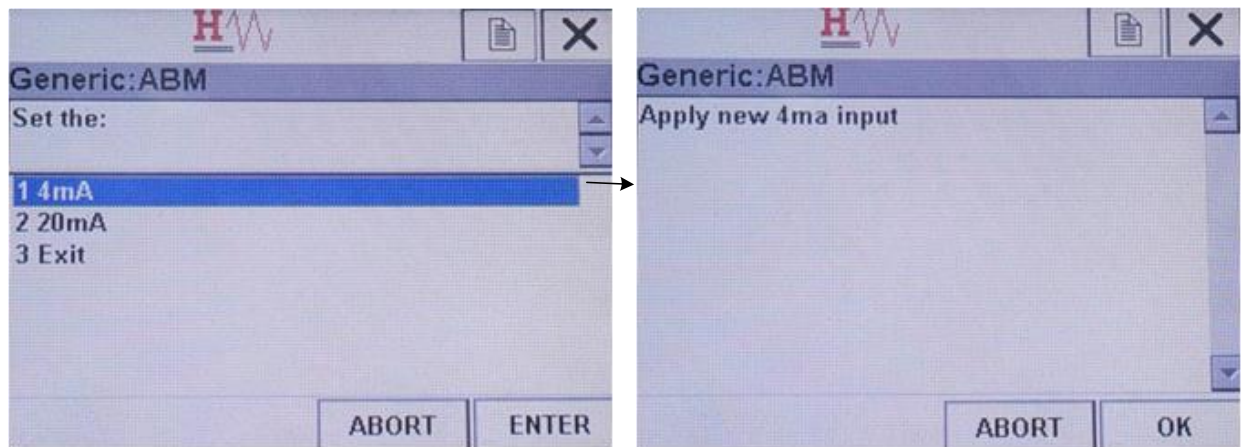 H
Generic:ABM
Set the:
1 4mA
2 20mA
3 Exit
ABORT
ENTER
H
Generic:ABM
Apply new 4ma input
ABORT
OK